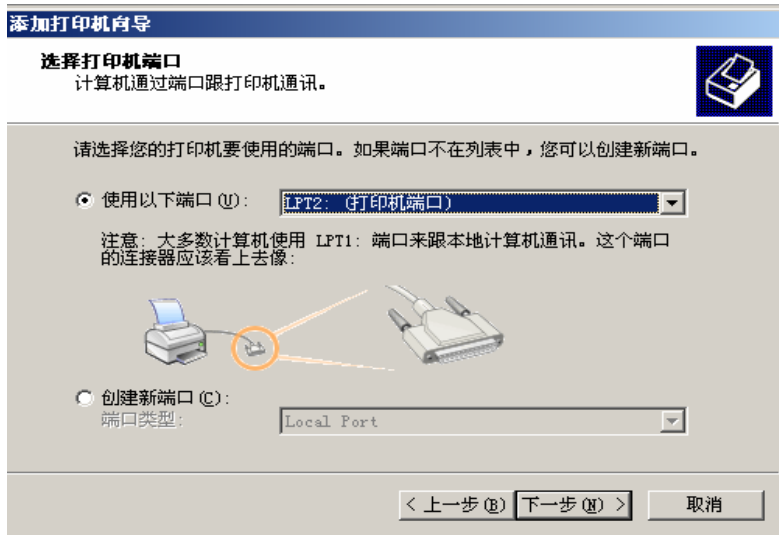 添加打印机向导
选择打印机端口
计算机通过端口跟打印机通讯。
请选择您的打印机要使用的端口。如果端口不在列表中，您可以创建新端口。
使用以下端口(U): LPT2: (打印机端口)
注意: 大多数计算机使用 LPT1: 端口来跟本地计算机通讯。这个端口
的连接器应该看上去像:
创建新端口(C):
端口类型: Local Port
< 上一步(B) 下一步(N) > 取消